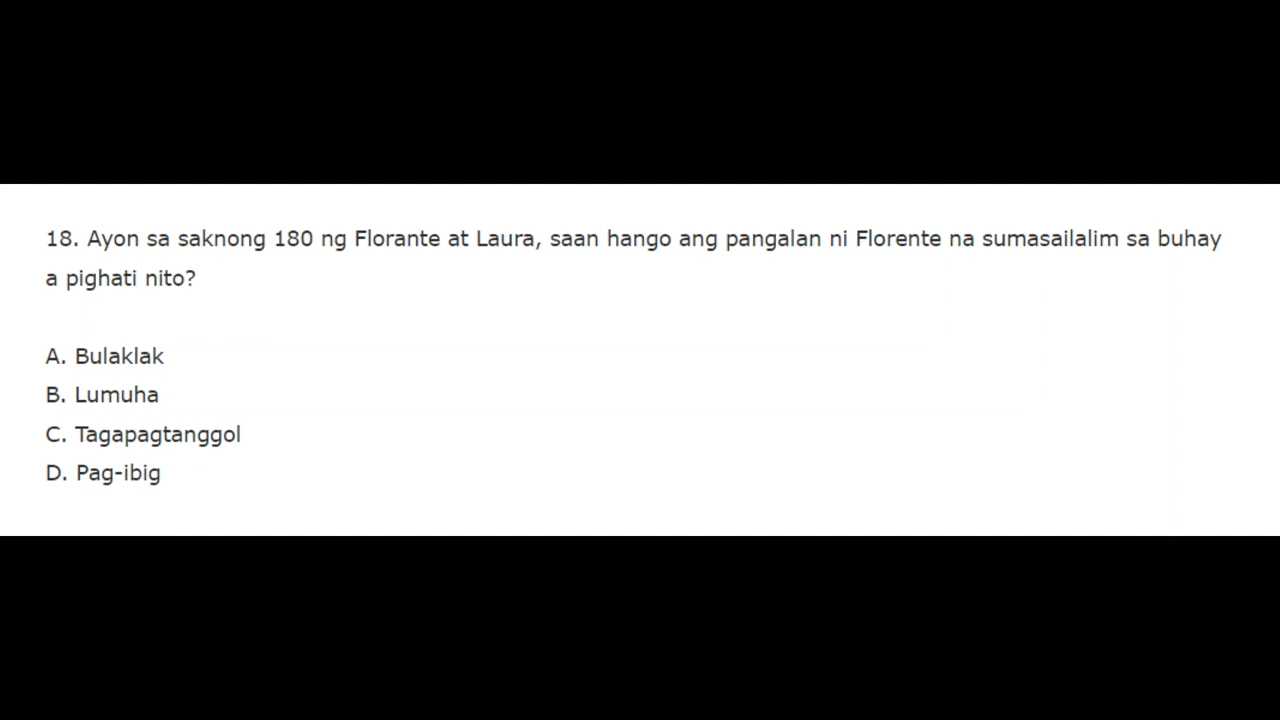 18. Ayon sa saknong 180 ng Florante at Laura, saan hango ang pangalan ni Florente na sumasailalim sa buhay
a pighati nito?
A. Bulaklak
B. Lumuha
C. Tagapagtanggol
D. Pag-ibig